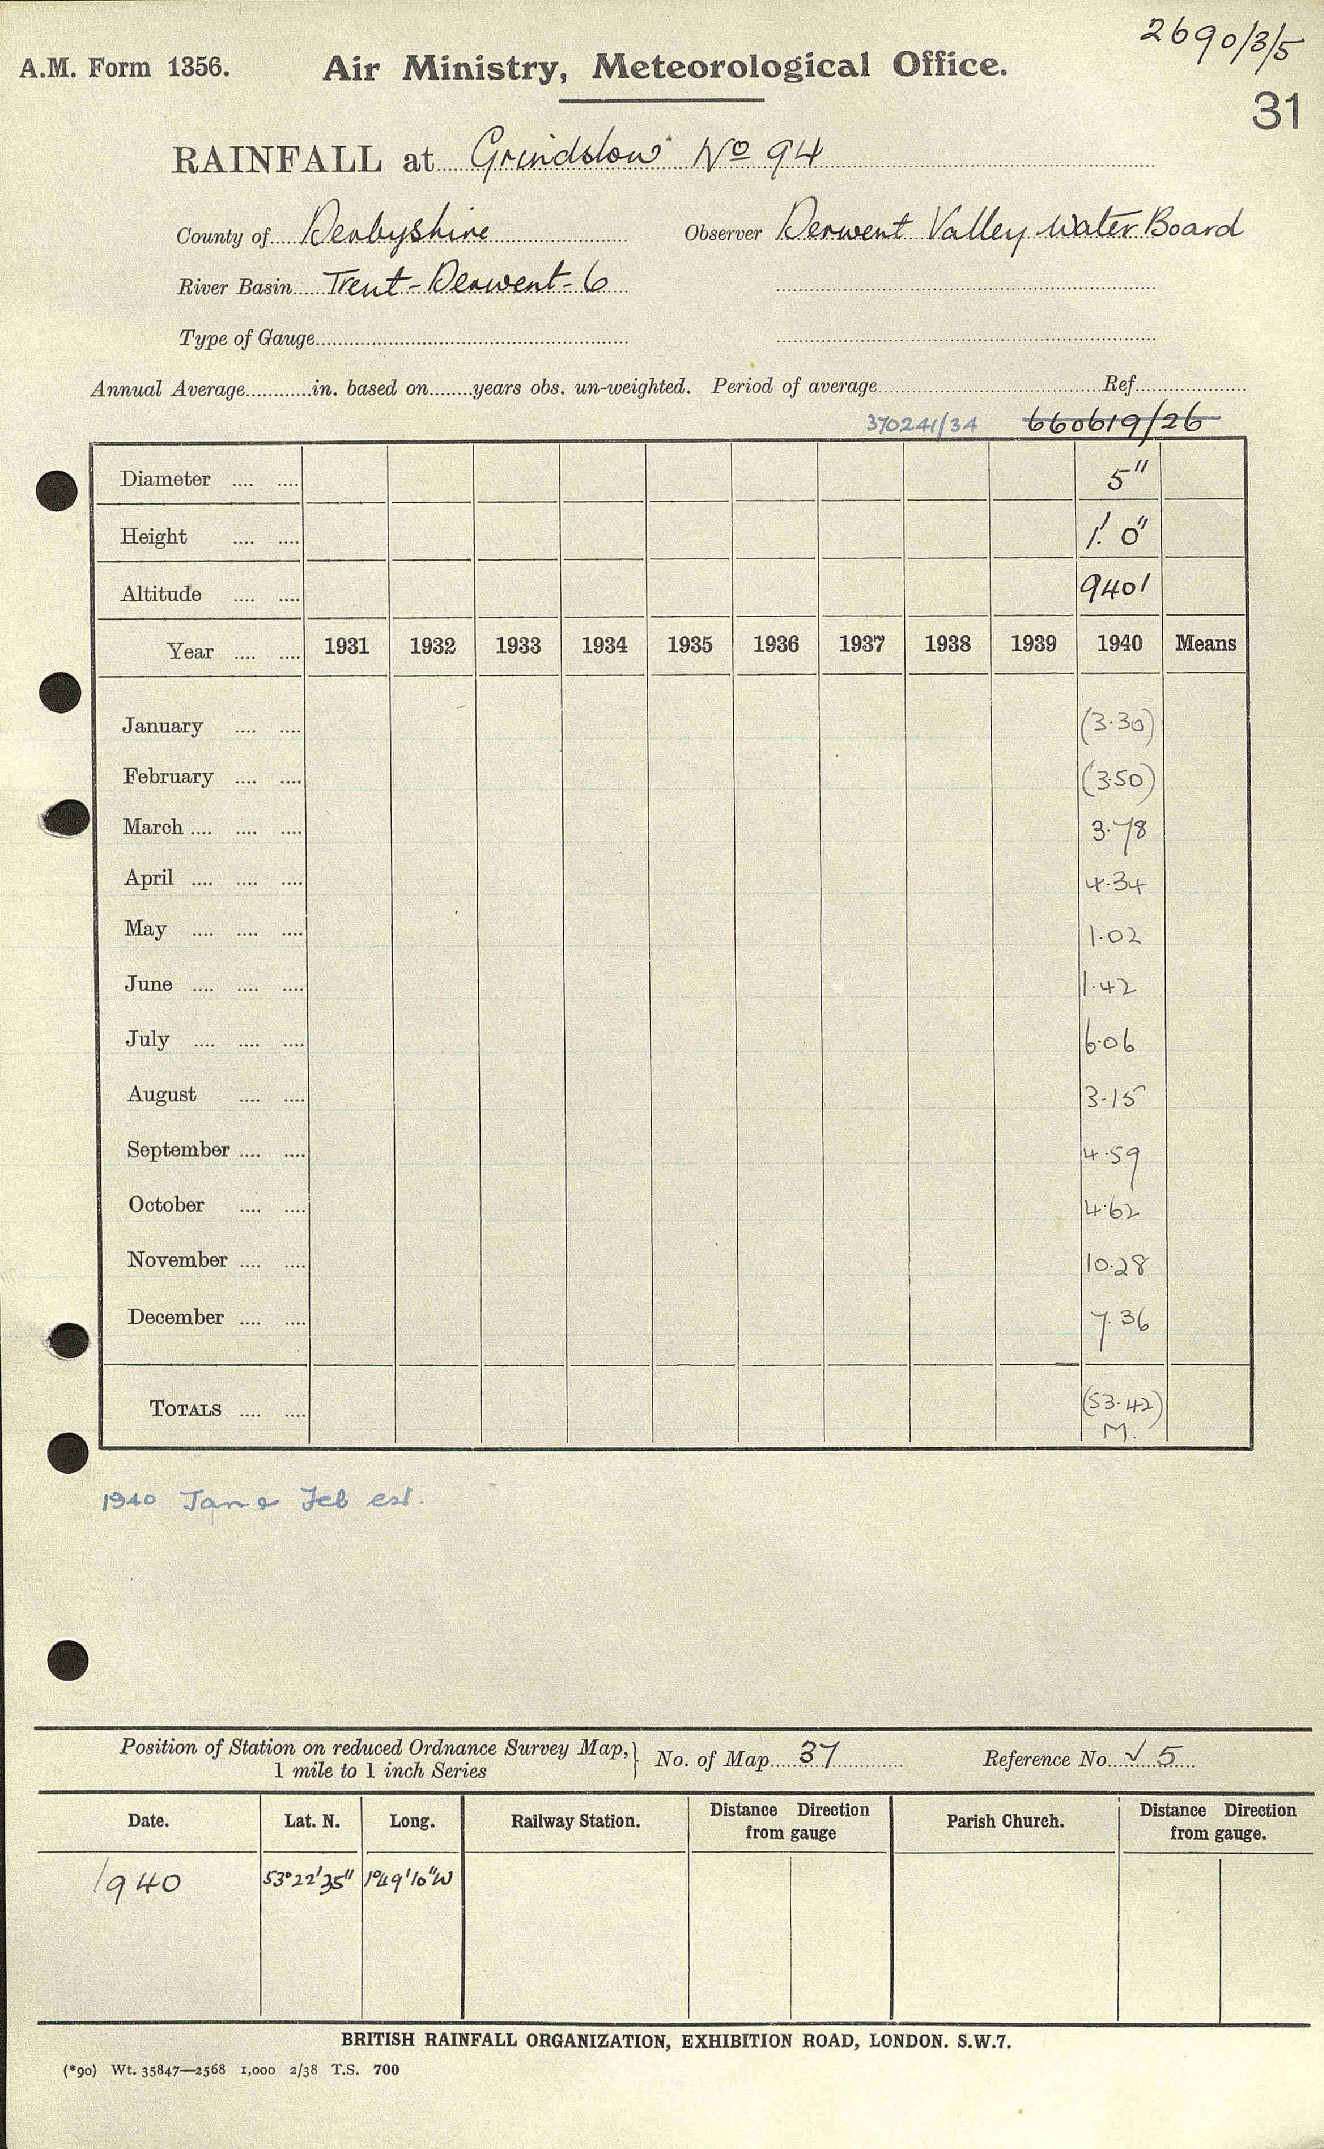 2690/3/5
A.M. Form 1356. Air Ministry, Meteorological Office.
31
RAINFALL at Grindslow No 94
County of Derbyshire Observer Derwent Valley Water Board
River Basin Trent-Derwent-6
Type of Gauge
Annual Average in. based on years obs. un-weighted. Period of average Ref.
370241/34 660619/26
Diameter 5"
Height 1' 0"
Altitude 940'
Year 1931 1932 1933 1934 1935 1936 1937 1938 1939 1940 Means
January (3.30)
February (3.50)
March 3.78
April 4.34
May 1.02
June 1.42
July 6.06
August 3.15
September 4.59
October 4.62
November 10.28
December 7.36
TOTALS (53.42)
M.
1940 Jan & Feb est.
Position of Station on reduced Ordnance Survey Map, 1 mile to 1 inch Series No. of Map 37 Reference No. √ 5
Date. Lat. N. Long. Railway Station. Distance Direction from gauge Parish Church. Distance Direction from gauge.
1940 53°22'35" 1°49'10"W
BRITISH RAINFALL ORGANIZATION, EXHIBITION ROAD, LONDON. S.W.7.
(*90) Wt. 35847—2568 1,000 2/38 T.S. 700